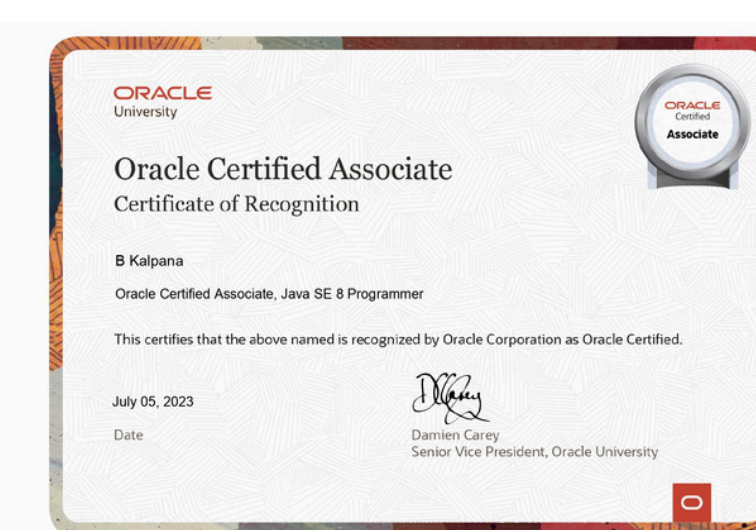 ORACLE
University
ORACLE
Certified
Associate
Oracle Certified Associate
Certificate of Recognition
B Kalpana
Oracle Certified Associate, Java SE 8 Programmer
This certifies that the above named is recognized by Oracle Corporation as Oracle Certified.
July 05, 2023
Date
DCarey
Damien Carey
Senior Vice President, Oracle University